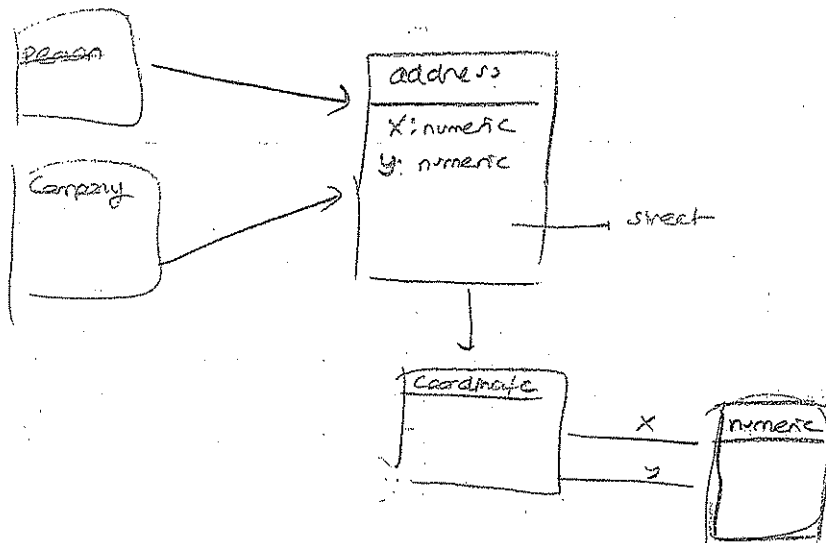 Person
address
X: numeric
y: numeric
Company
street
Coordinate
X
numeric
y